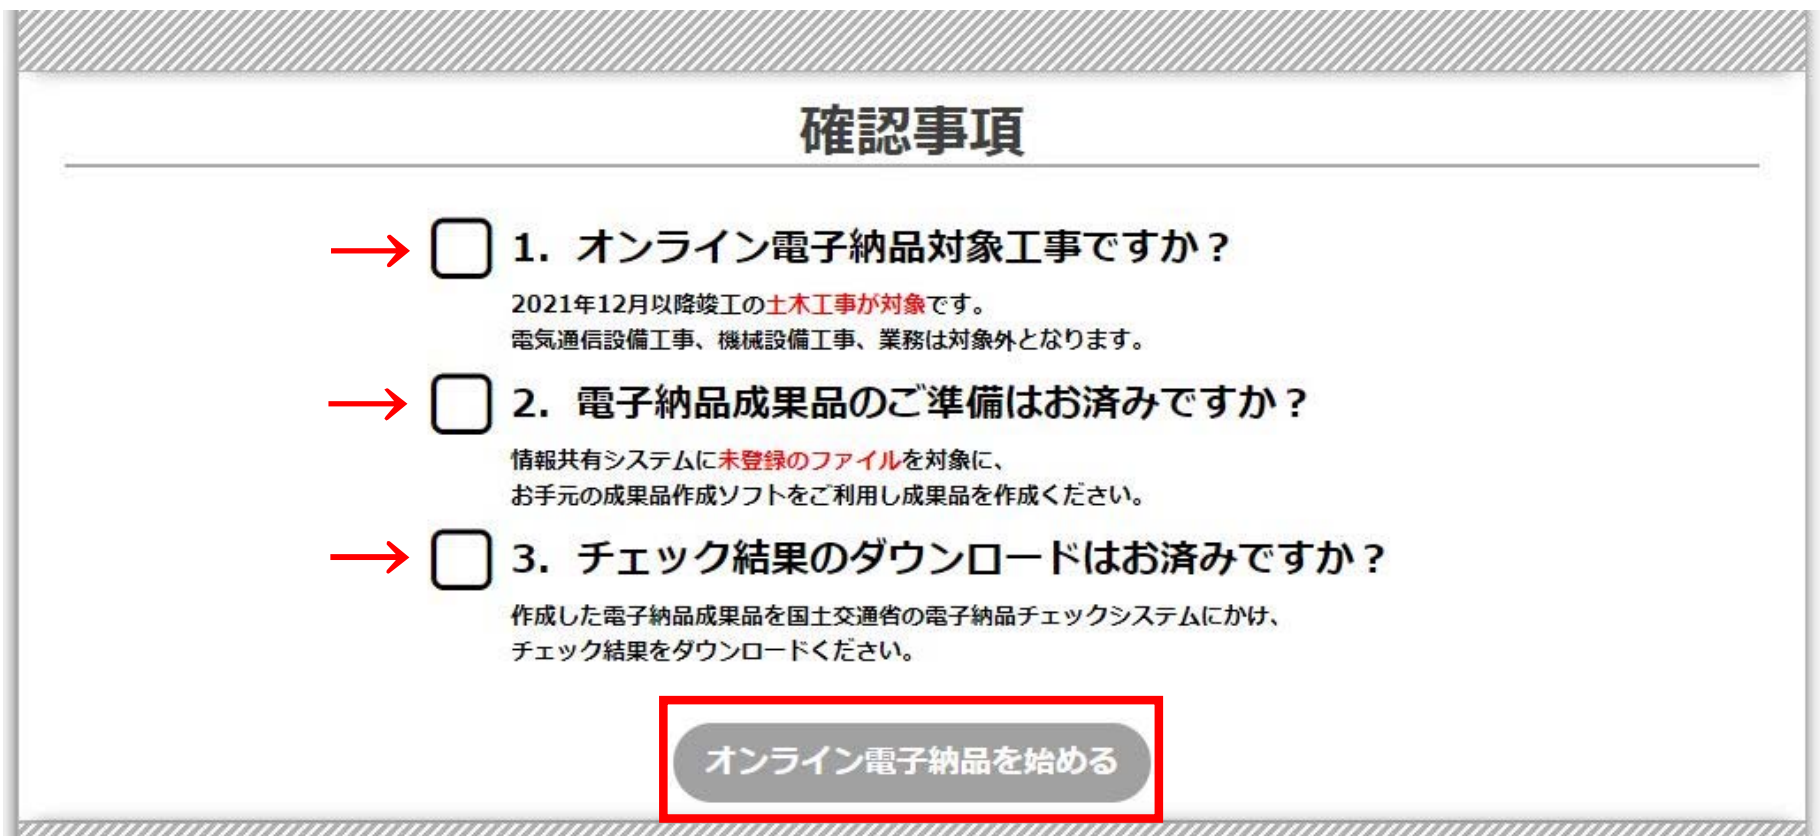 確認事項
1. オンライン電子納品対象工事ですか？
2021年12月以降竣工の土木工事が対象です。
電気通信設備工事、機械設備工事、業務は対象外となります。
2. 電子納品成果品のご準備はお済みですか？
情報共有システムに未登録のファイルを対象に、
お手元の成果品作成ソフトをご利用し成果品を作成ください。
3. チェック結果のダウンロードはお済みですか？
作成した電子納品成果品を国土交通省の電子納品チェックシステムにかけ、
チェック結果をダウンロードください。
オンライン電子納品を始める